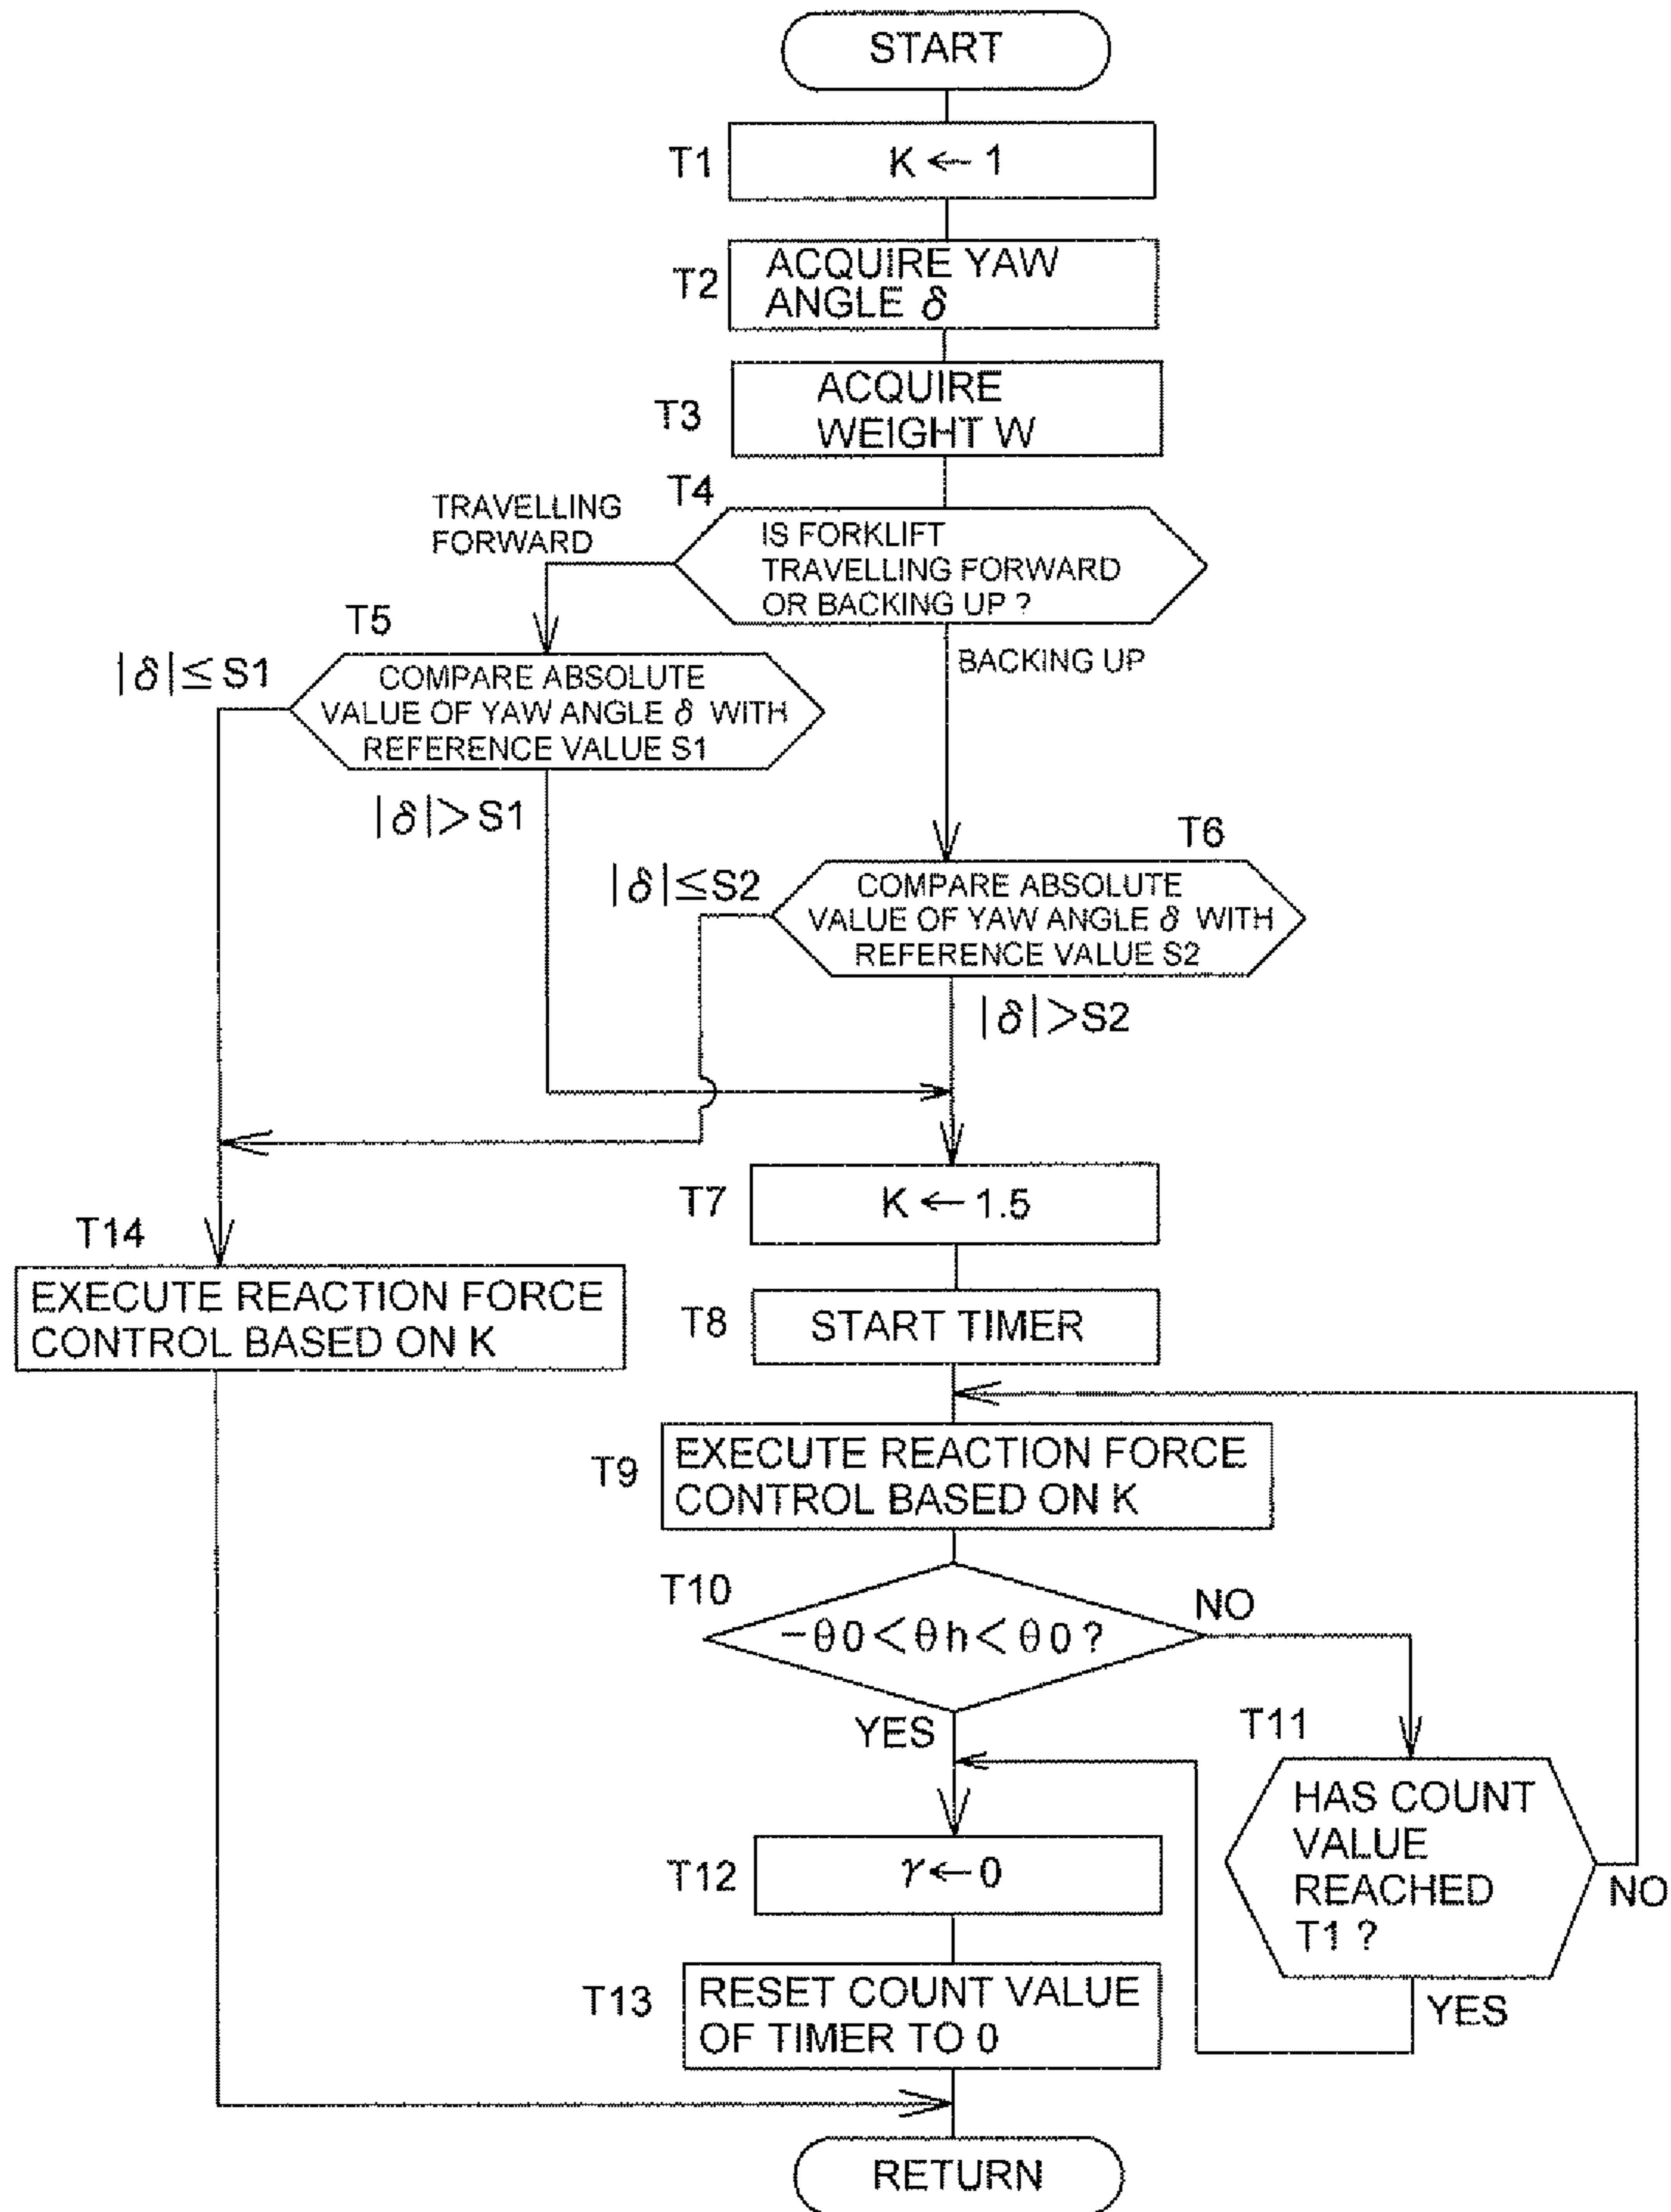 START
T1
K ← 1
T2
ACQUIRE YAW
ANGLE δ
T3
ACQUIRE
WEIGHT W
T4
IS FORKLIFT
TRAVELLING FORWARD
OR BACKING UP ?
TRAVELLING
FORWARD
BACKING UP
T5
COMPARE ABSOLUTE
VALUE OF YAW ANGLE δ WITH
REFERENCE VALUE S1
|δ|≤ S1
|δ|> S1
T6
COMPARE ABSOLUTE
VALUE OF YAW ANGLE δ WITH
REFERENCE VALUE S2
|δ|≤S2
|δ|>S2
T7
K ← 1.5
T8
START TIMER
T14
EXECUTE REACTION FORCE
CONTROL BASED ON K
T9
EXECUTE REACTION FORCE
CONTROL BASED ON K
T10
−θ0<θh<θ0 ?
NO
YES
T11
HAS COUNT
VALUE
REACHED
T1 ?
NO
YES
T12
γ←0
T13
RESET COUNT VALUE
OF TIMER TO 0
RETURN